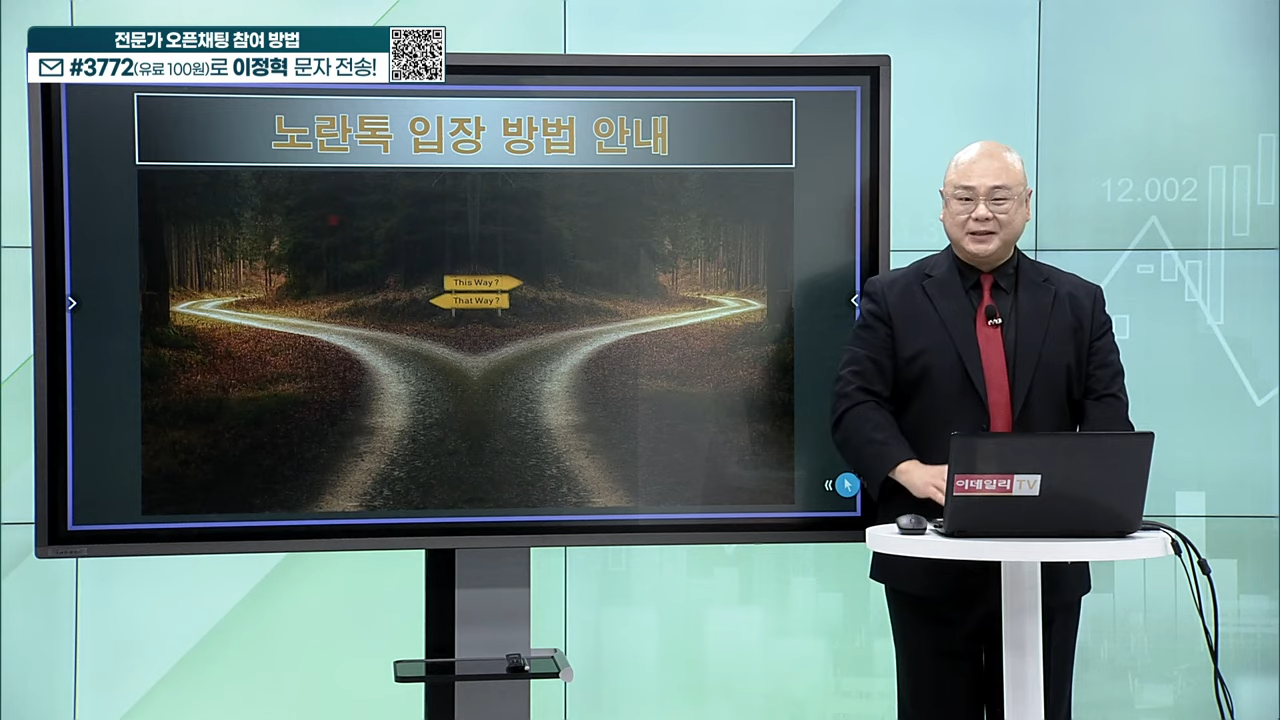 전문가 오픈채팅 참여 방법
#3772(유료 100원)로 이정혁 문자 전송!
노란톡 입장 방법 안내
12.002
This Way ?
That Way ?
이데일리 TV